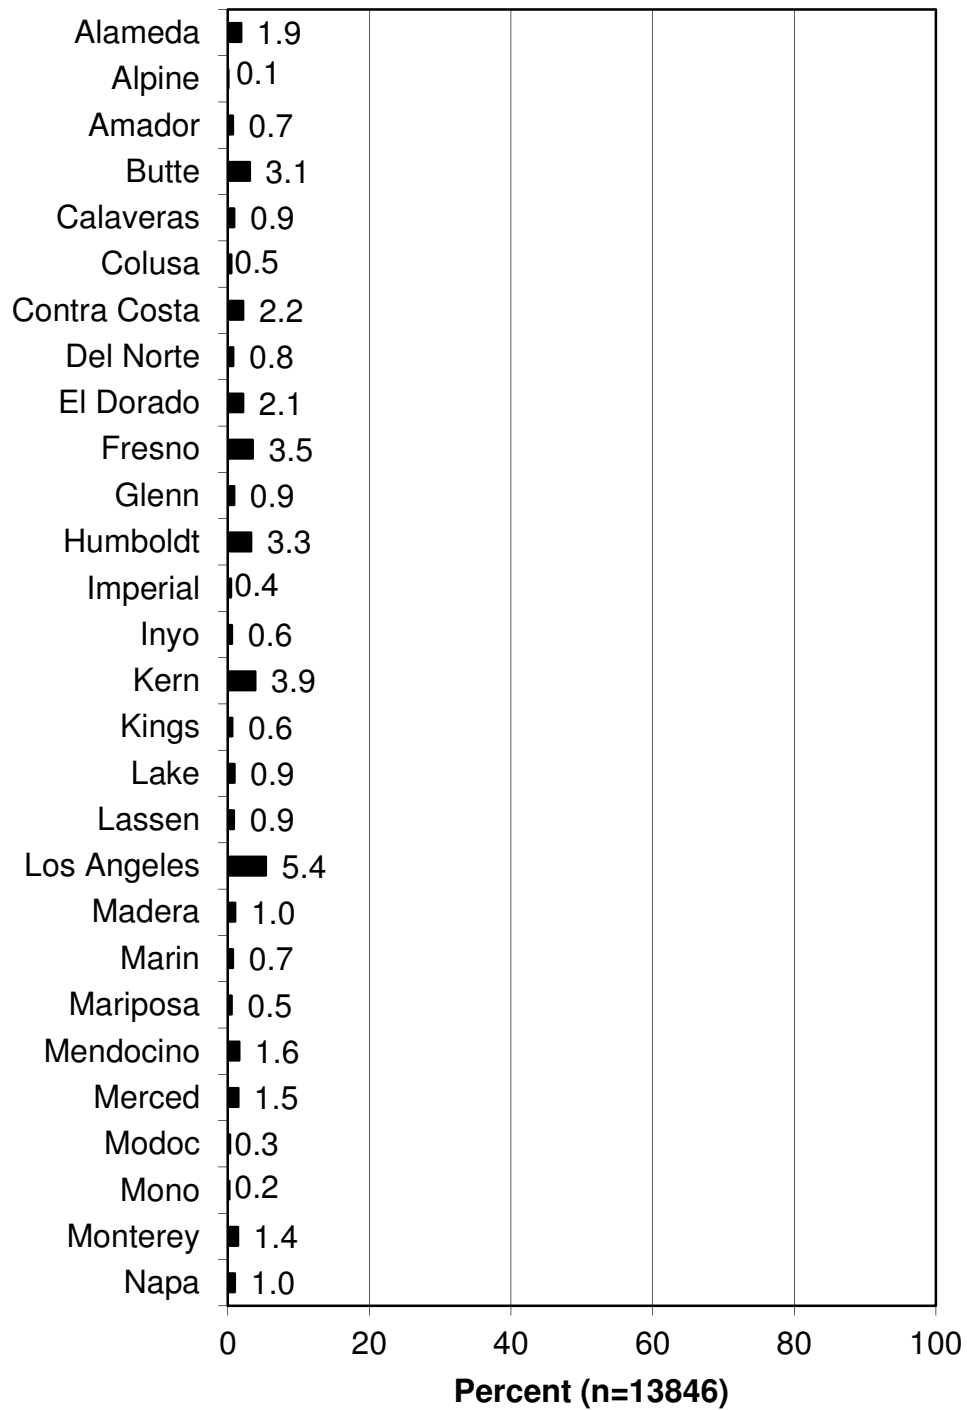 Alameda 1.9
Alpine 0.1
Amador 0.7
Butte 3.1
Calaveras 0.9
Colusa 0.5
Contra Costa 2.2
Del Norte 0.8
El Dorado 2.1
Fresno 3.5
Glenn 0.9
Humboldt 3.3
Imperial 0.4
Inyo 0.6
Kern 3.9
Kings 0.6
Lake 0.9
Lassen 0.9
Los Angeles 5.4
Madera 1.0
Marin 0.7
Mariposa 0.5
Mendocino 1.6
Merced 1.5
Modoc 0.3
Mono 0.2
Monterey 1.4
Napa 1.0
0 20 40 60 80 100
Percent (n=13846)